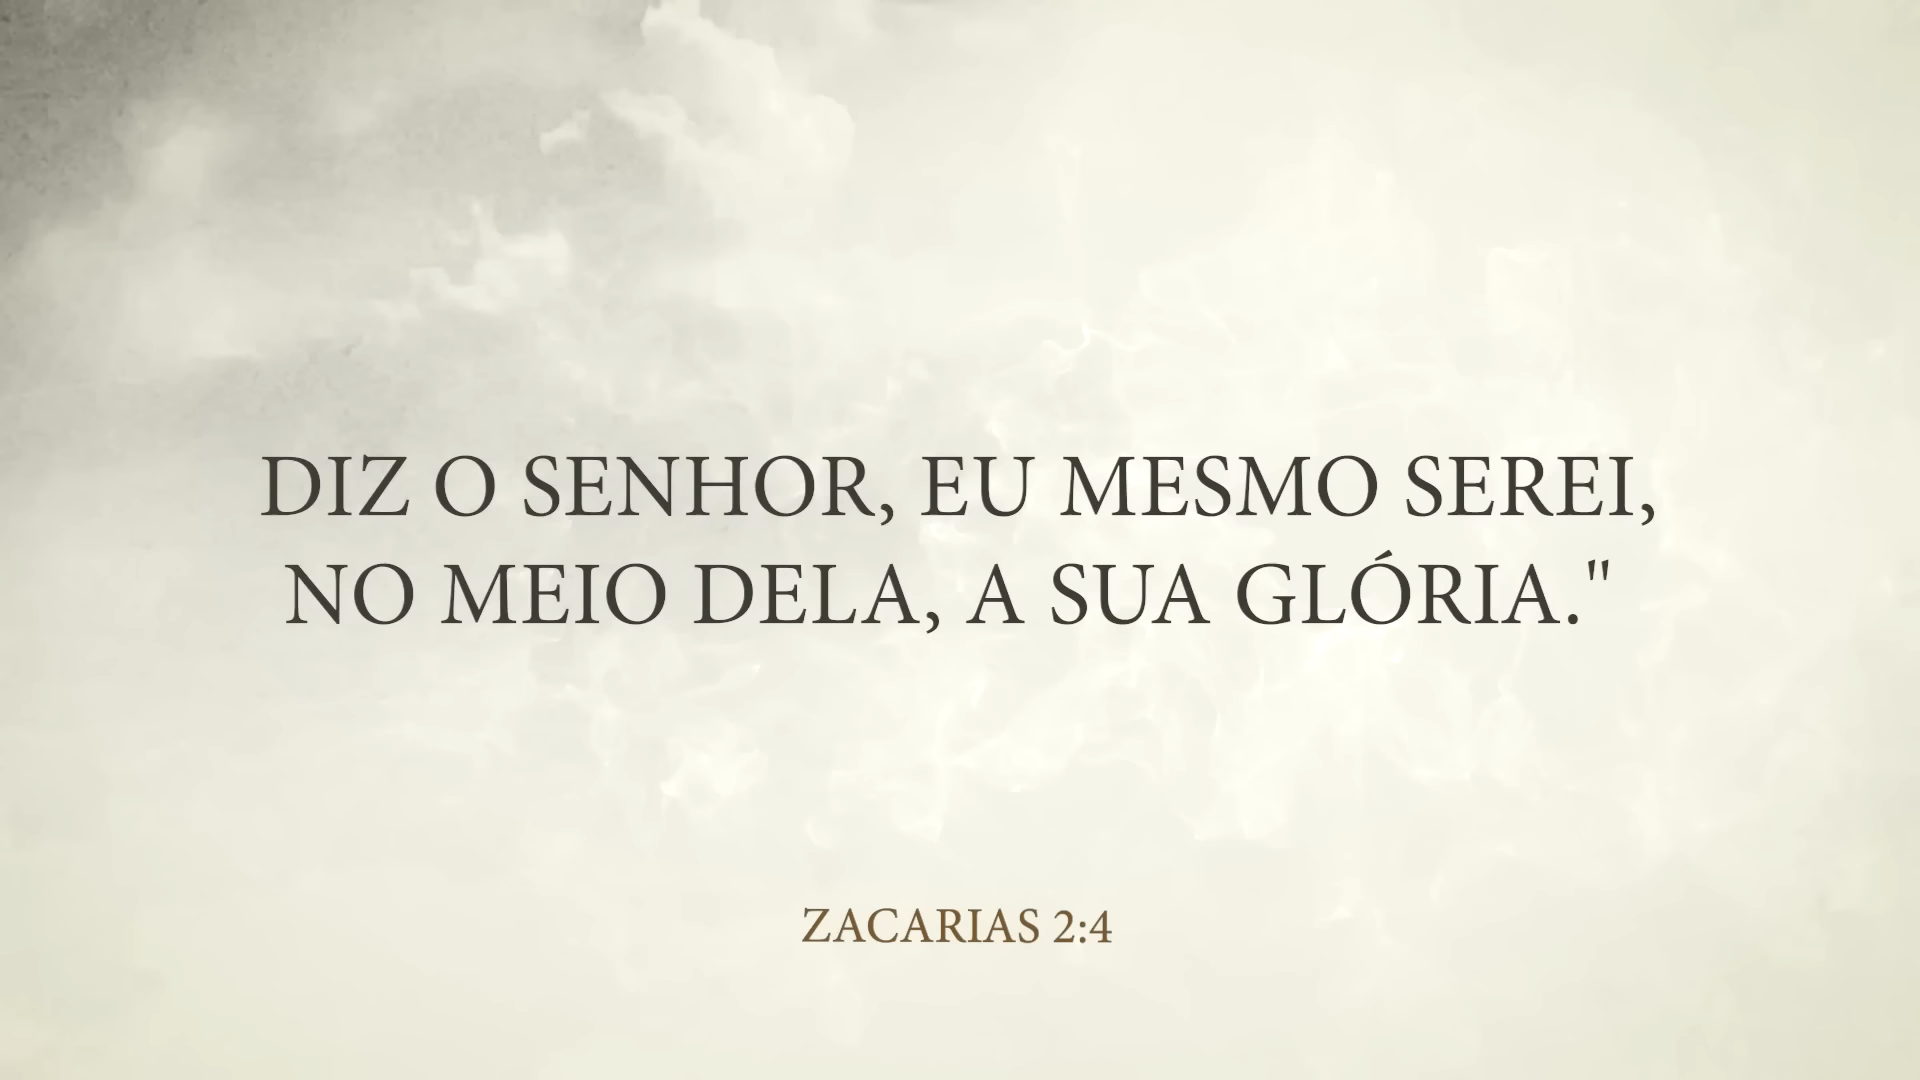 DIZ O SENHOR, EU MESMO SEREI,
NO MEIO DELA, A SUA GLÓRIA."
ZACARIAS 2:4